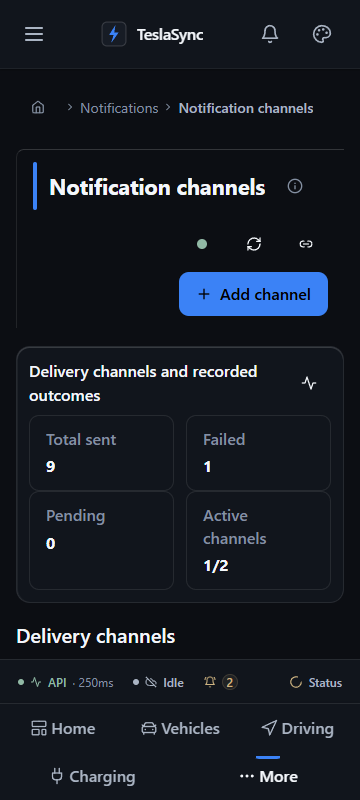 TeslaSync
Notifications Notification channels
Notification channels
+ Add channel
Delivery channels and recorded
outcomes
Total sent
9
Failed
1
Pending
0
Active
channels
1/2
Delivery channels
API · 250ms Idle 2 Status
Home Vehicles Driving
Charging More